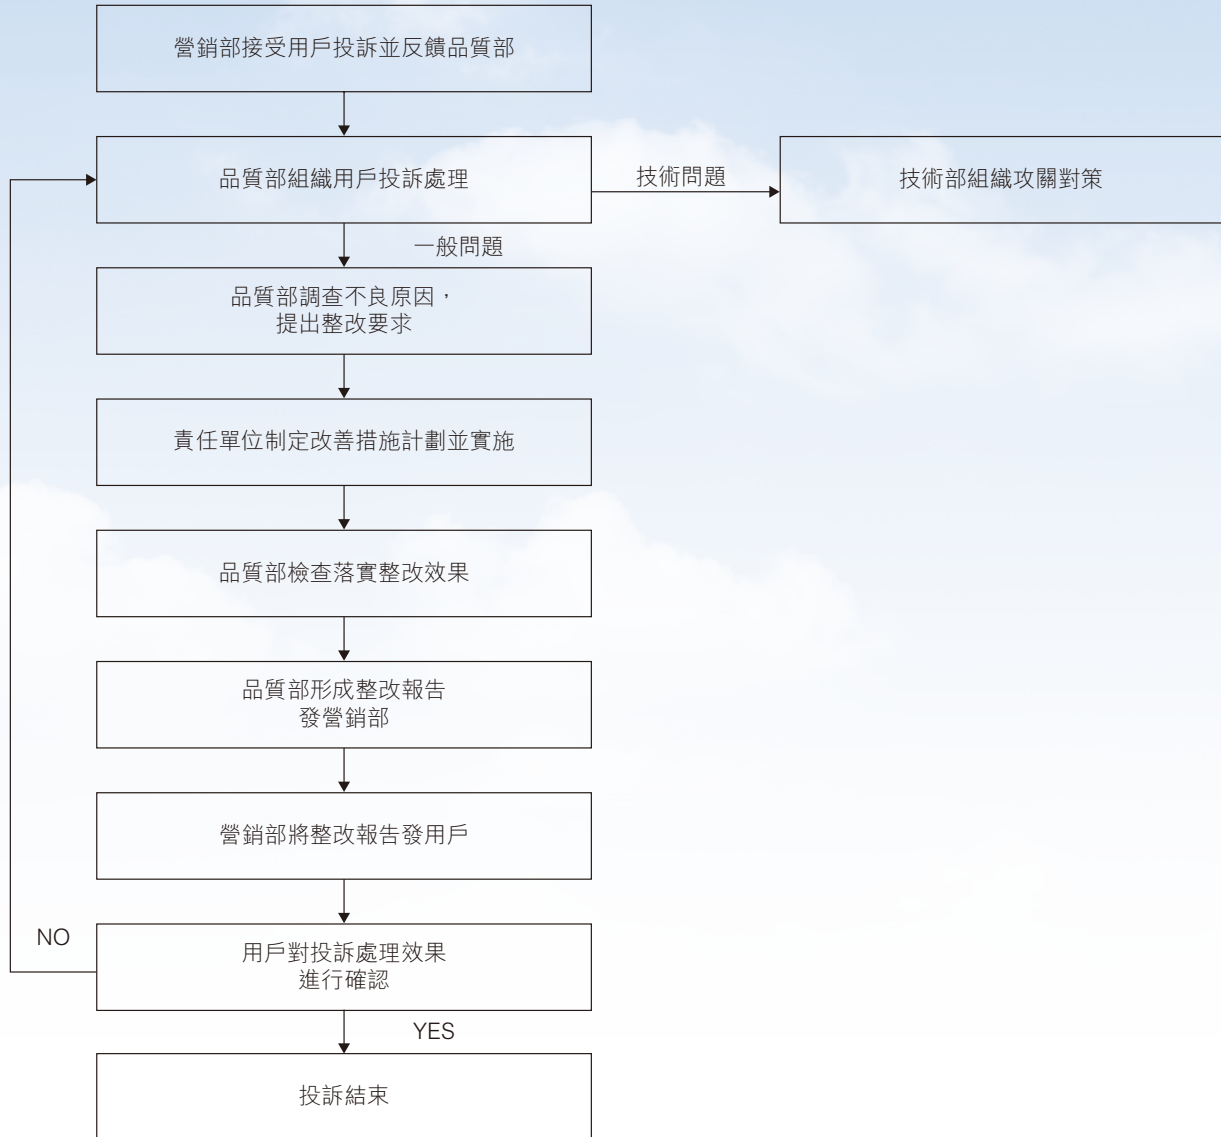 營銷部接受用戶投訴並反饋品質部
品質部組織用戶投訴處理
技術問題
技術部組織攻關對策
一般問題
品質部調查不良原因，
提出整改要求
責任單位制定改善措施計劃並實施
品質部檢查落實整改效果
品質部形成整改報告
發營銷部
營銷部將整改報告發用戶
NO
用戶對投訴處理效果
進行確認
YES
投訴結束